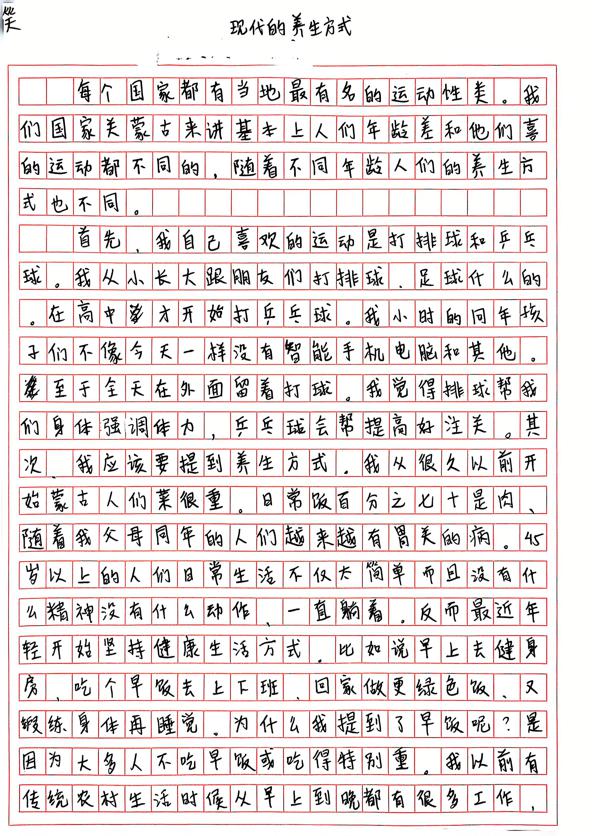 笑
现代的养生方式
每个国家都有当地最有名的运动性类。我
们国家关蒙古来讲基本上人们年龄差和他们喜
的运动都不同的，随着不同年龄人们的养生方
式也不同。
首先、我自己喜欢的运动是打排球和乒乓
球。我从小长大跟朋友们打排球、足球什么的
。在高中才开始打乒乓球。我小时的同年孩
子们不像今天一样没有智能手机电脑和其他。
至于全天在外面留着打球。我觉得排球帮我
们身体强调体力，乒乓球会帮提高好注关。其
次、我应该要提到养生方式。我从很久以前开
始蒙古人们菜很重。日常饭百分之七十是肉、
随着我父母同年的人们越来越有胃关的病。45
岁以上的人们日常生活不仅太简单而且没有什
么精神没有什么动作、一直躺着。反而最近年
轻开始坚持健康生活方式。比如说早上去健身
房、吃个早饭去上下班、回家做更绿色饭、又
锻练身体再睡觉。为什么我提到了早饭呢？是
因为大多人不吃早饭或吃得特别重。我以前有
传统农村生活时候从早上到晚都有很多工作，